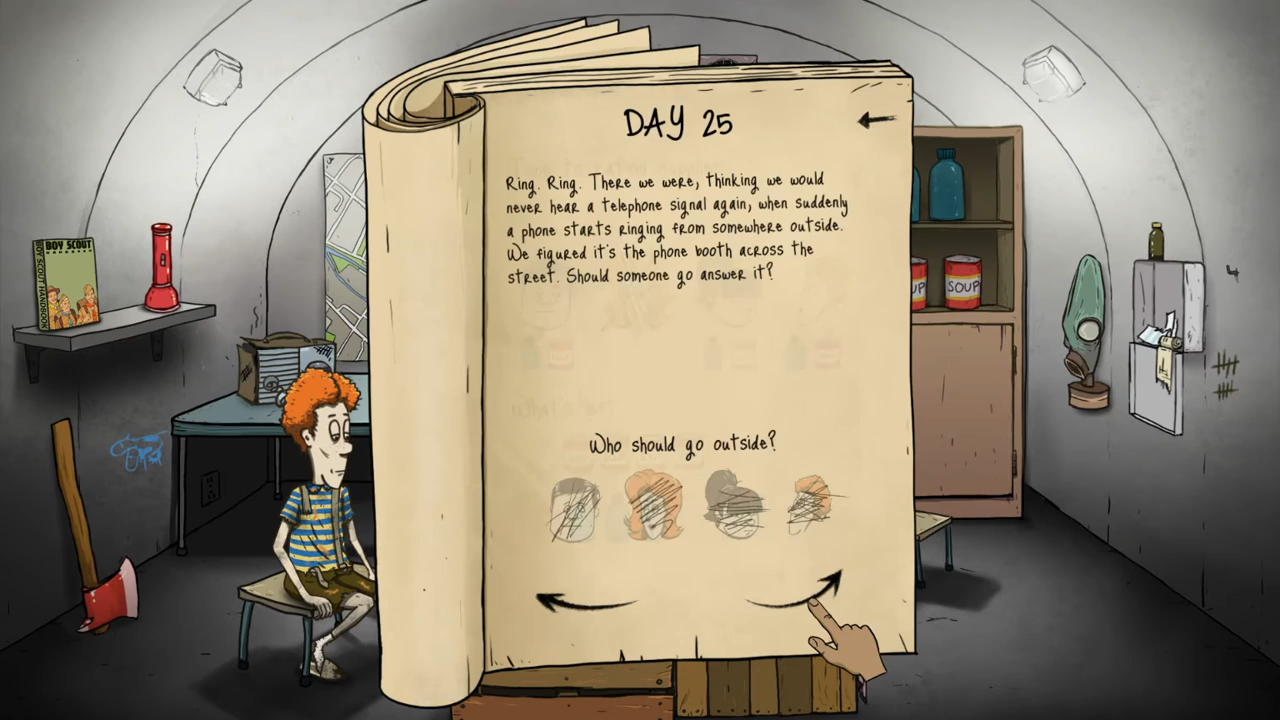 DAY 25
Ring. Ring. There we were, thinking we would
never hear a telephone signal again, when suddenly
a phone starts ringing from somewhere outside.
We figured it's the phone booth across the
street. Should someone go answer it?
Who should go outside?
BOY SCOUT
BOY SCOUT HANDBOOK
UP
SOUP